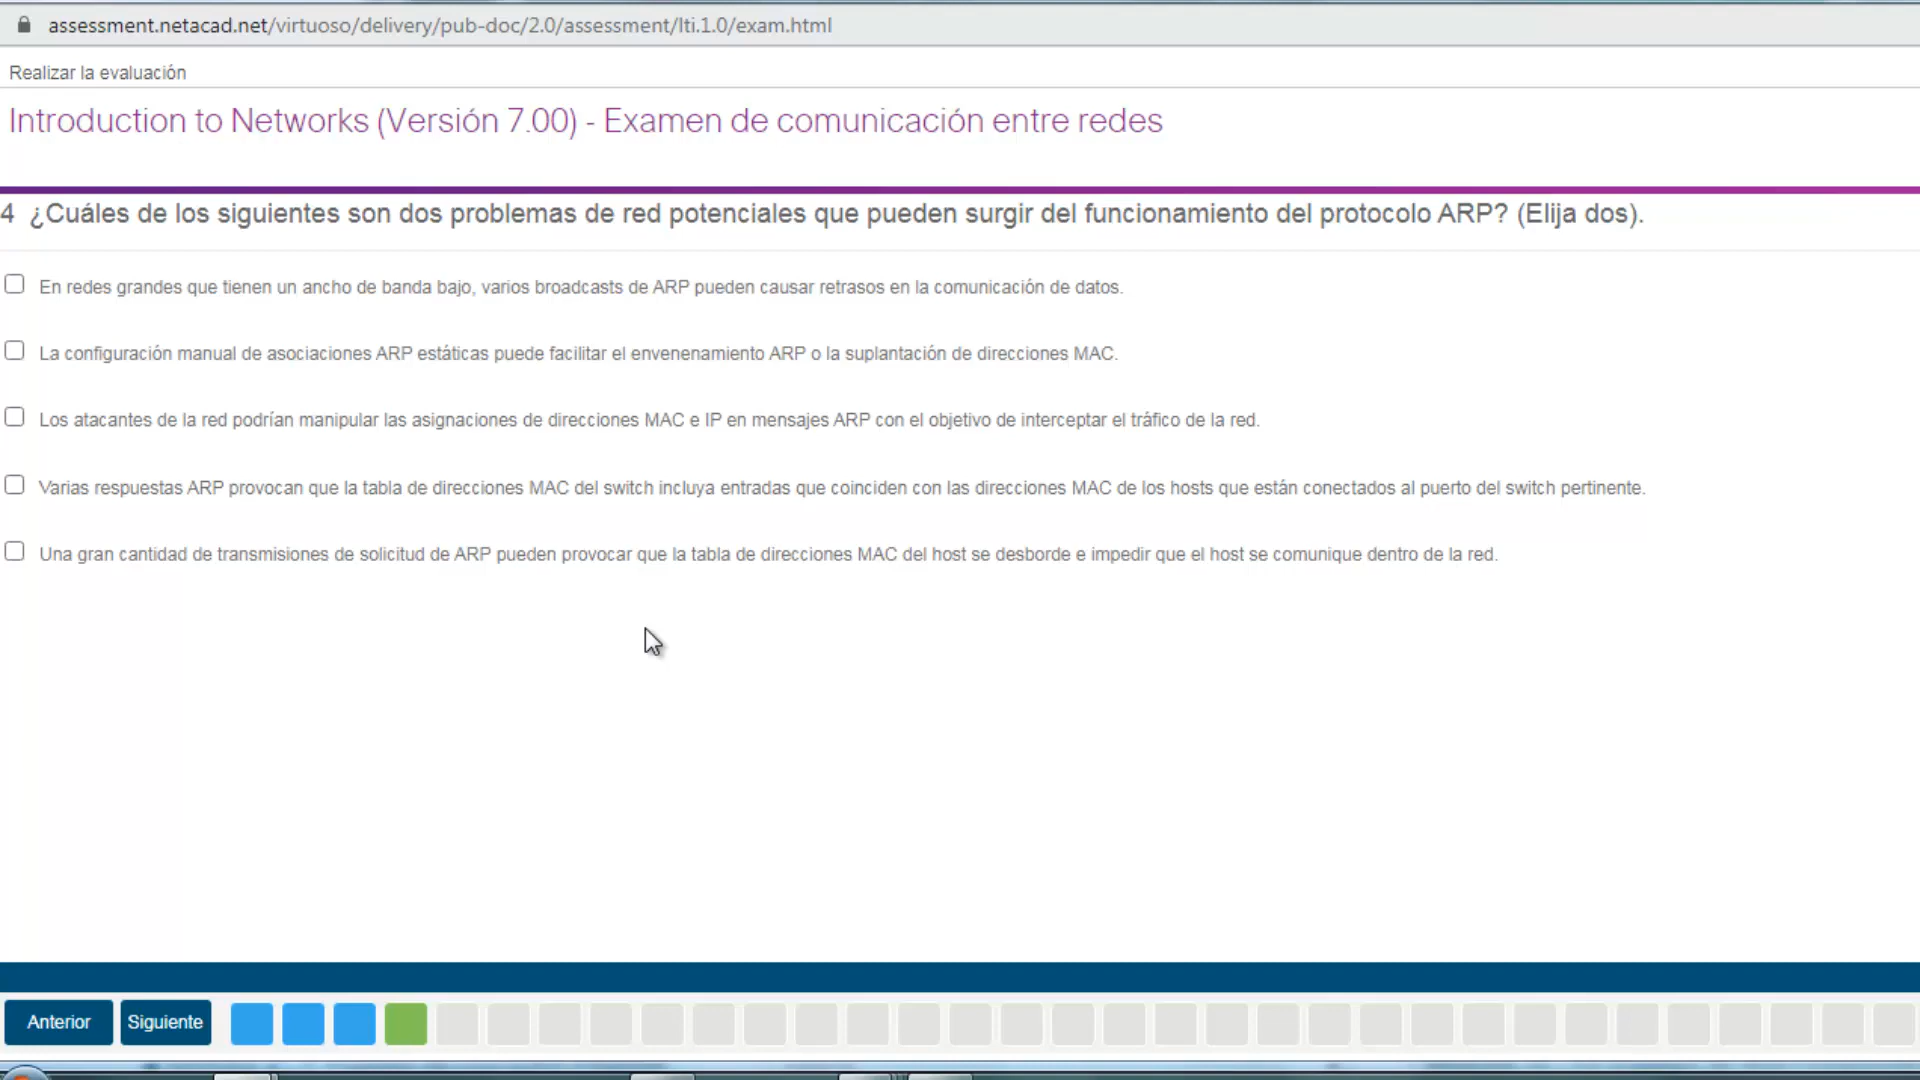 assessment.netacad.net/virtuoso/delivery/pub-doc/2.0/assessment/lti.1.0/exam.html
Realizar la evaluación
Introduction to Networks (Versión 7.00) - Examen de comunicación entre redes
4 ¿Cuáles de los siguientes son dos problemas de red potenciales que pueden surgir del funcionamiento del protocolo ARP? (Elija dos).
En redes grandes que tienen un ancho de banda bajo, varios broadcasts de ARP pueden causar retrasos en la comunicación de datos.
La configuración manual de asociaciones ARP estáticas puede facilitar el envenenamiento ARP o la suplantación de direcciones MAC.
Los atacantes de la red podrían manipular las asignaciones de direcciones MAC e IP en mensajes ARP con el objetivo de interceptar el tráfico de la red.
Varias respuestas ARP provocan que la tabla de direcciones MAC del switch incluya entradas que coinciden con las direcciones MAC de los hosts que están conectados al puerto del switch pertinente.
Una gran cantidad de transmisiones de solicitud de ARP pueden provocar que la tabla de direcciones MAC del host se desborde e impedir que el host se comunique dentro de la red.
Anterior Siguiente